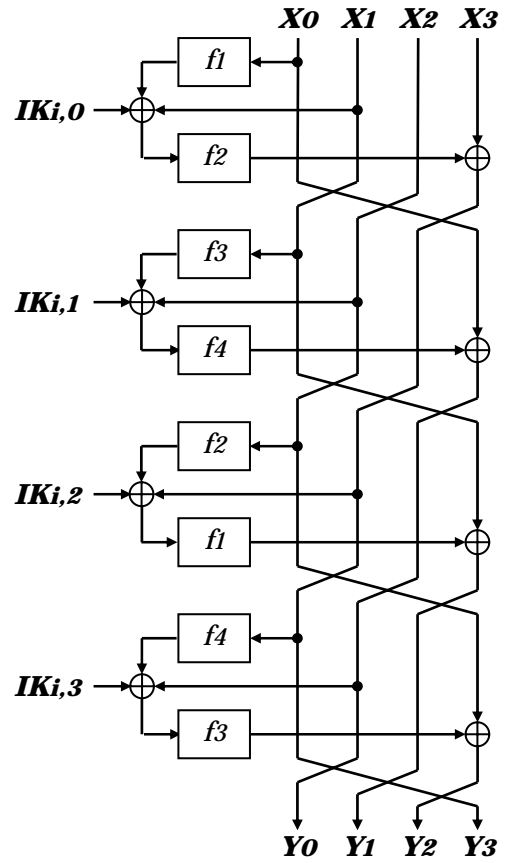 X0 X1 X2 X3
f1
IKi,0
f2
f3
IKi,1
f4
f2
IKi,2
f1
f4
IKi,3
f3
Y0 Y1 Y2 Y3